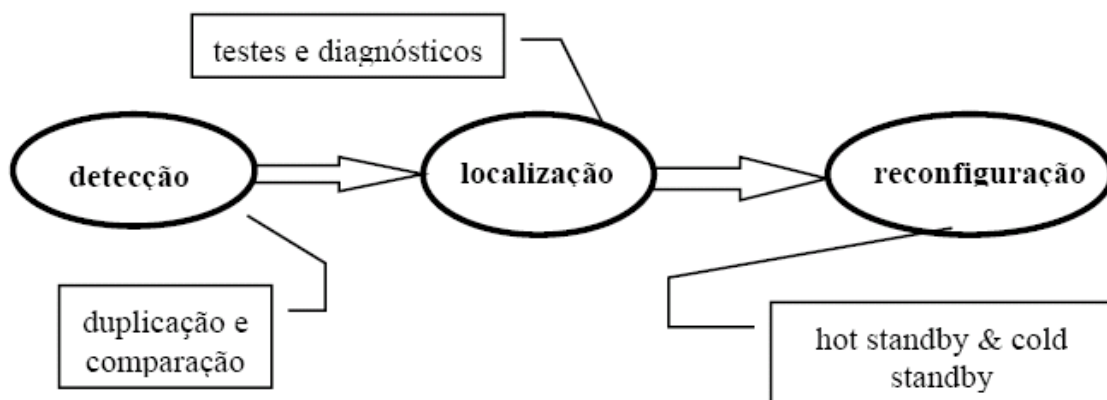 testes e diagnósticos
detecção
localização
reconfiguração
duplicação e
comparação
hot standby & cold
standby